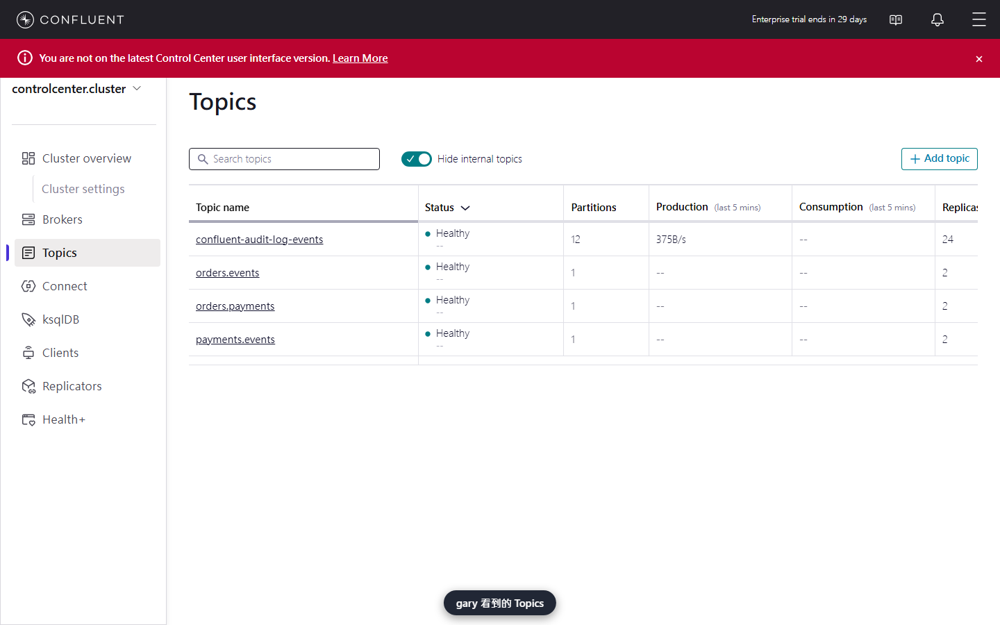 CONFLUENT
Enterprise trial ends in 29 days
You are not on the latest Control Center user interface version. Learn More
controlcenter.cluster
Topics
Cluster overview
Cluster settings
Brokers
Topics
Connect
ksqlDB
Clients
Replicators
Health+
Search topics
Hide internal topics
Add topic
Topic name Status Partitions Production (last 5 mins) Consumption (last 5 mins) Replicas
confluent-audit-log-events Healthy -- 12 375B/s -- 24
orders.events Healthy -- 1 -- -- 2
orders.payments Healthy -- 1 -- -- 2
payments.events Healthy -- 1 -- -- 2
gary 看到的 Topics